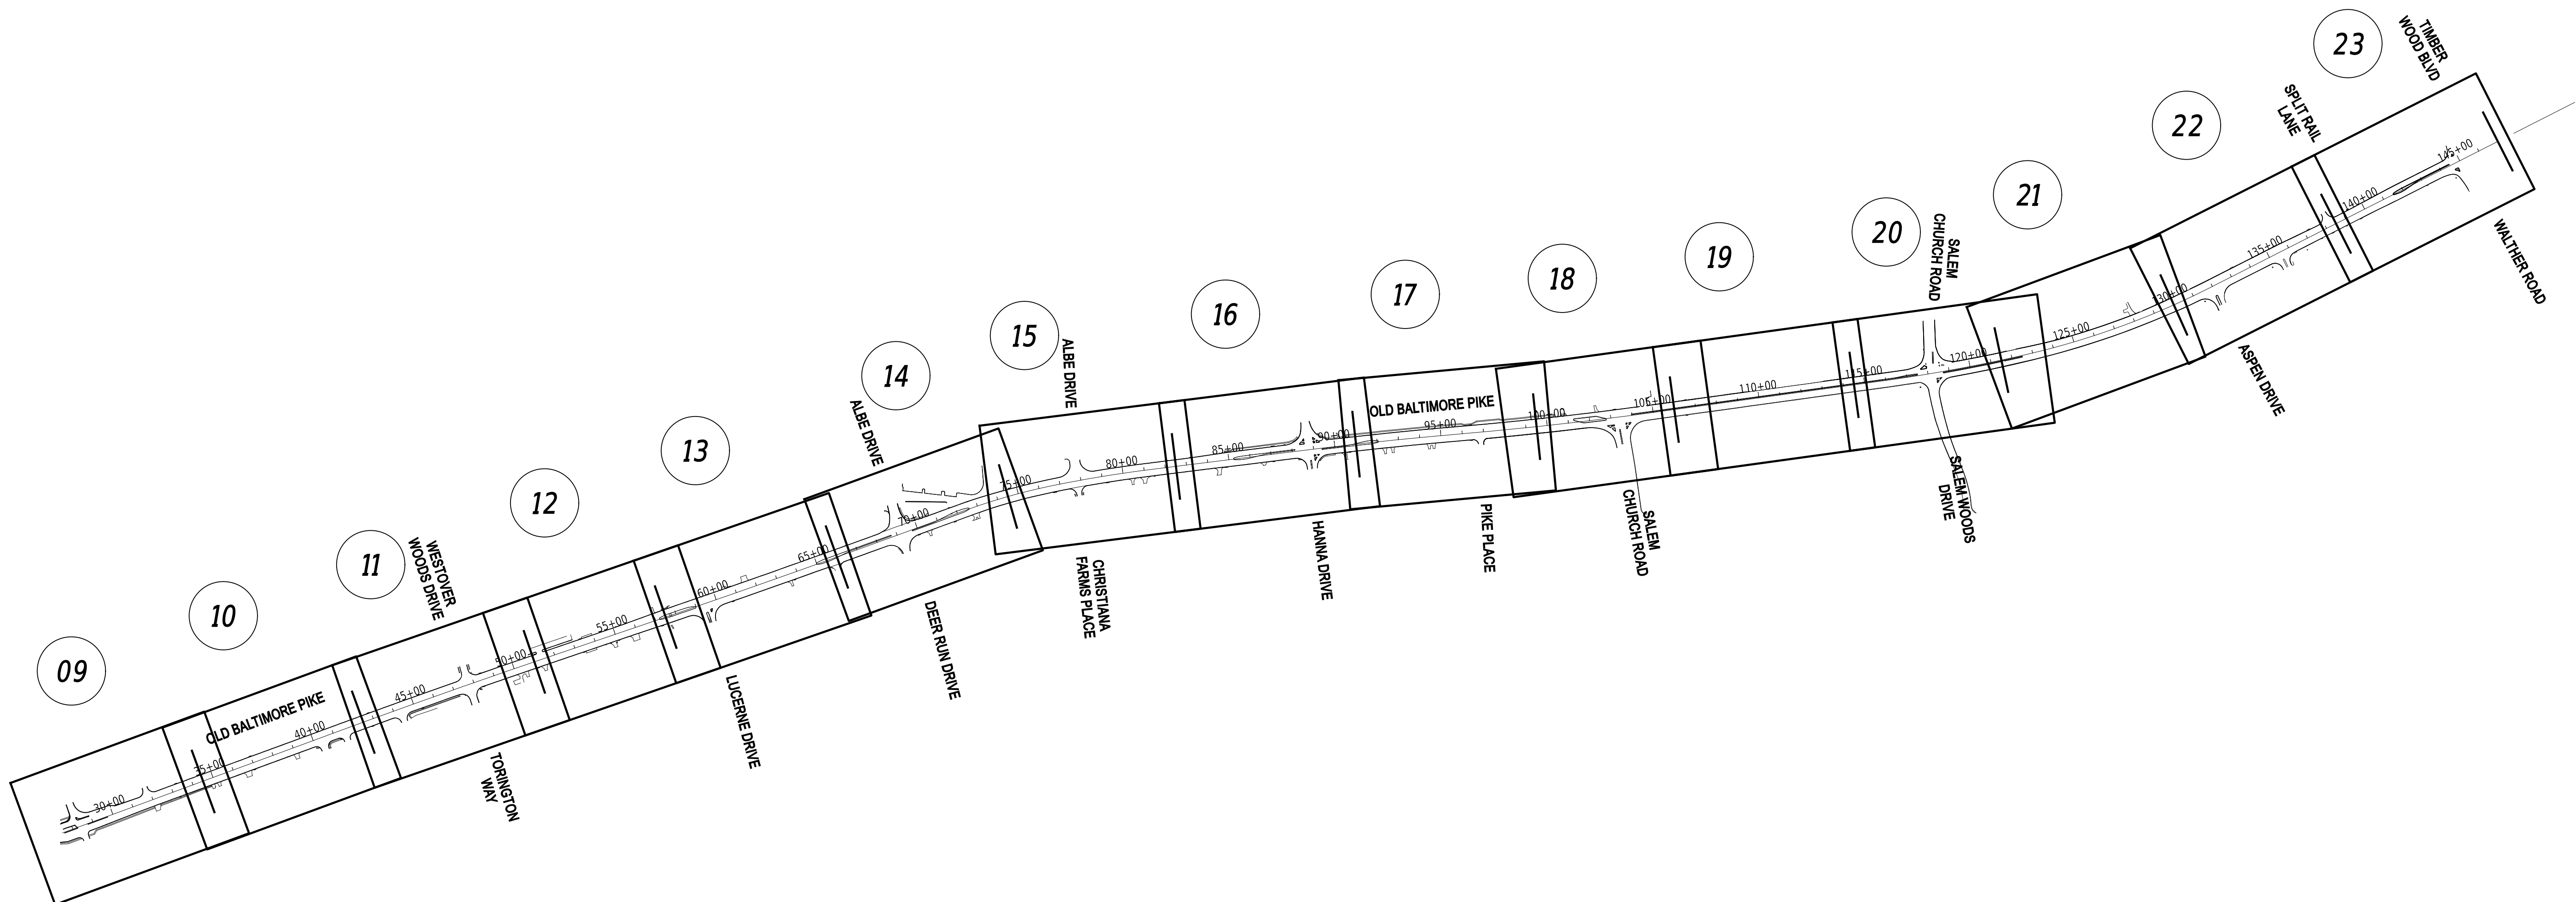 09
10
11
12
13
14
15
16
17
18
19
20
21
22
23
OLD BALTIMORE PIKE
WESTOVER
WOODS DRIVE
TORINGTON
WAY
LUCERNE DRIVE
ALBE DRIVE
DEER RUN DRIVE
ALBE DRIVE
CHRISTIANA
FARMS PLACE
HANNA DRIVE
OLD BALTIMORE PIKE
PIKE PLACE
SALEM
CHURCH ROAD
SALEM
CHURCH ROAD
SALEM WOODS
DRIVE
ASPEN DRIVE
SPLIT RAIL
LANE
TIMBER
WOOD BLVD
WALTHER ROAD
30+00
35+00
40+00
45+00
50+00
55+00
60+00
65+00
70+00
75+00
80+00
85+00
90+00
95+00
100+00
105+00
110+00
115+00
120+00
125+00
130+00
135+00
140+00
145+00